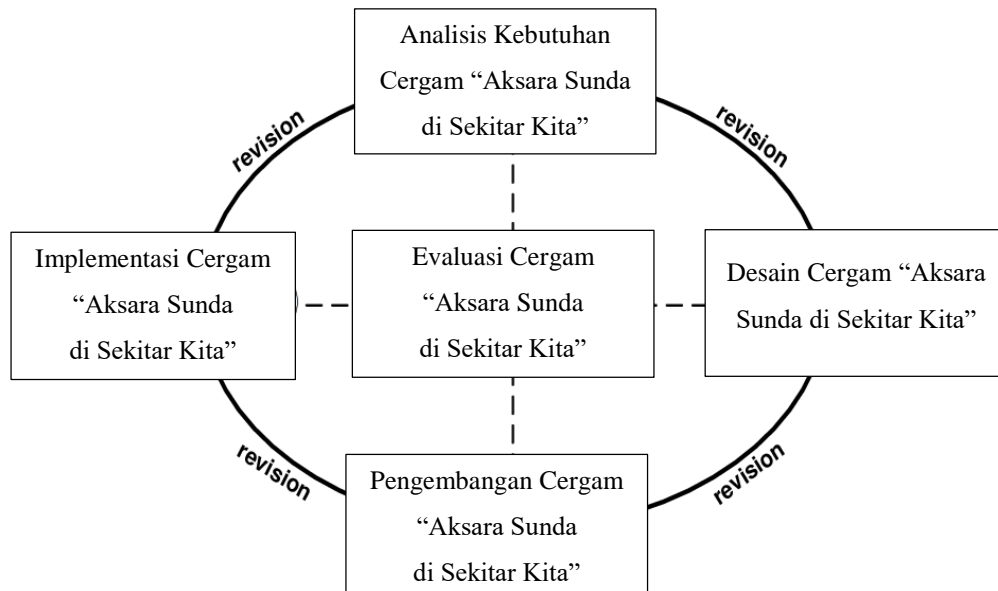 Analisis Kebutuhan
Cergam “Aksara Sunda
di Sekitar Kita”
revision
revision
Implementasi Cergam
“Aksara Sunda
di Sekitar Kita”
Evaluasi Cergam
“Aksara Sunda
di Sekitar Kita”
Desain Cergam “Aksara
Sunda di Sekitar Kita”
revision
revision
Pengembangan Cergam
“Aksara Sunda
di Sekitar Kita”